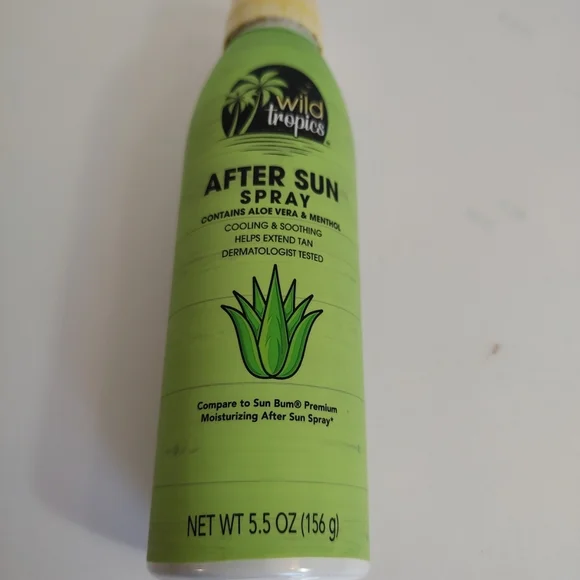 wild
tropics
AFTER SUN
SPRAY
CONTAINS ALOE VERA & MENTHOL
COOLING & SOOTHING
HELPS EXTEND TAN
DERMATOLOGIST TESTED
Compare to Sun Bum® Premium
Moisturizing After Sun Spray*
NET WT 5.5 OZ (156 g)